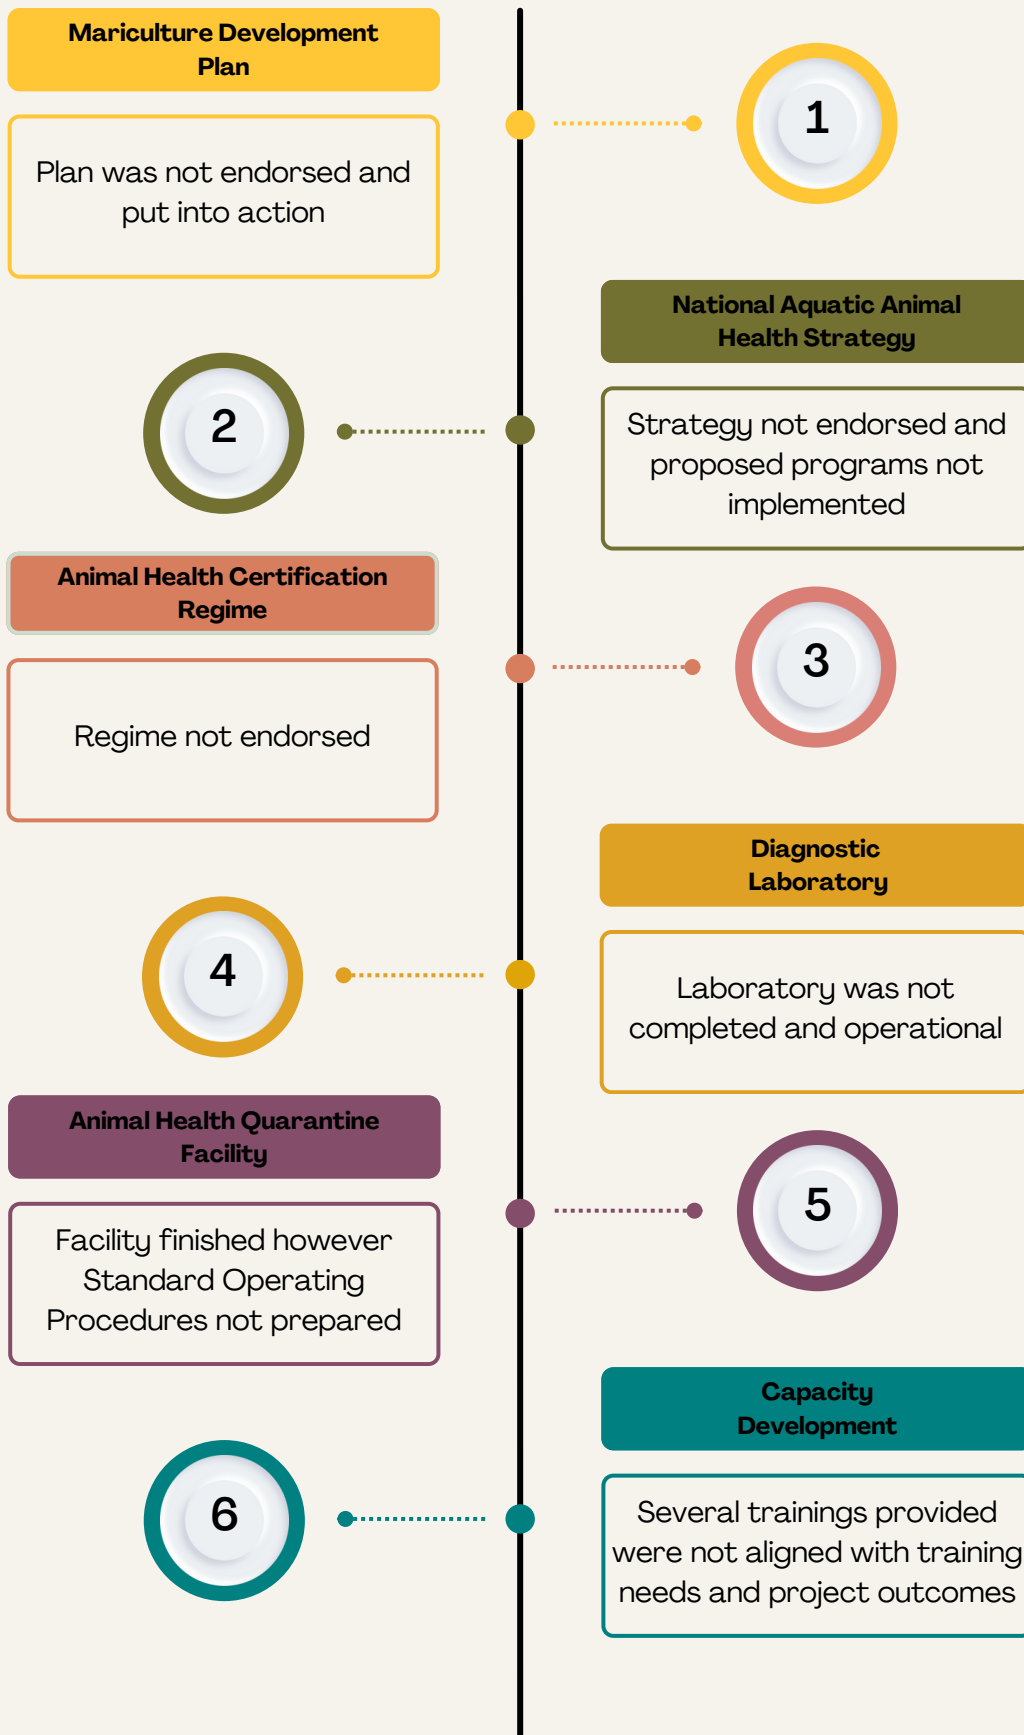 Mariculture Development
Plan
1
Plan was not endorsed and
put into action
National Aquatic Animal
Health Strategy
2
Strategy not endorsed and
proposed programs not
implemented
Animal Health Certification
Regime
3
Regime not endorsed
Diagnostic
Laboratory
4
Laboratory was not
completed and operational
Animal Health Quarantine
Facility
5
Facility finished however
Standard Operating
Procedures not prepared
Capacity
Development
6
Several trainings provided
were not aligned with training
needs and project outcomes